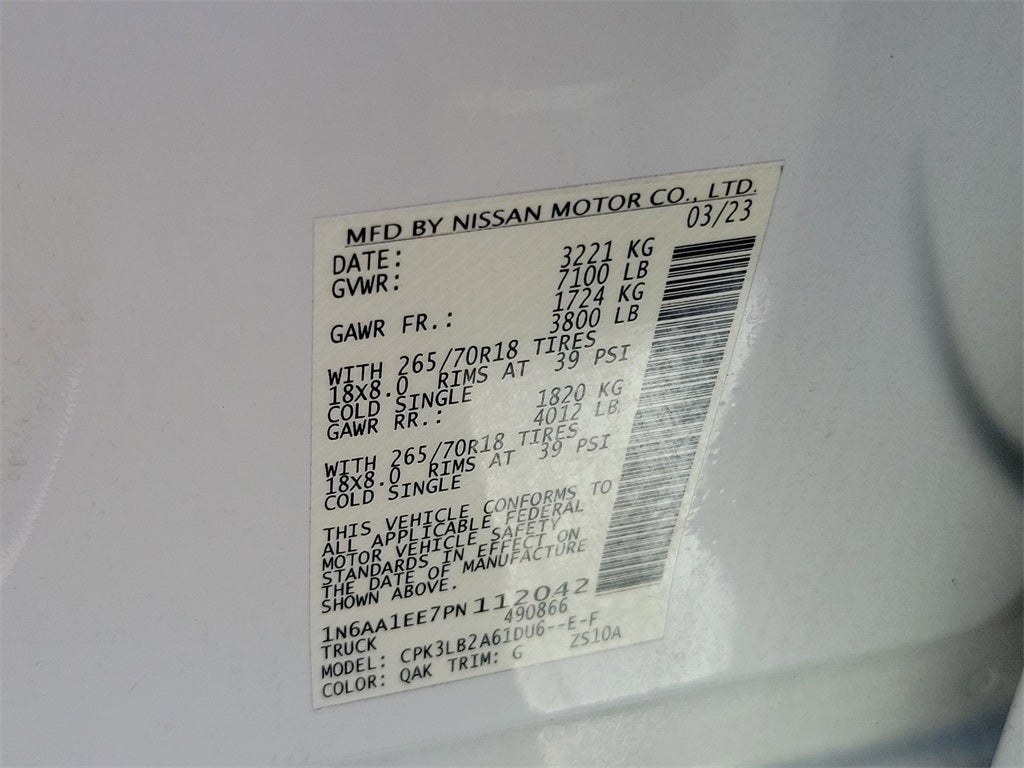 MFD BY NISSAN MOTOR CO., LTD.
DATE: 03/23
GVWR: 3221 KG
7100 LB
GAWR FR.: 1724 KG
3800 LB
WITH 265/70R18 TIRES
18X8.0 RIMS AT 39 PSI
COLD SINGLE
GAWR RR.: 1820 KG
4012 LB
WITH 265/70R18 TIRES
18X8.0 RIMS AT 39 PSI
COLD SINGLE
THIS VEHICLE CONFORMS TO
ALL APPLICABLE FEDERAL
MOTOR VEHICLE SAFETY
STANDARDS IN EFFECT ON
THE DATE OF MANUFACTURE
SHOWN ABOVE.
1N6AA1EE7PN112042
TRUCK 490866
MODEL: CPK3LB2A61DU6--E-F
COLOR: QAK TRIM: G ZS10A